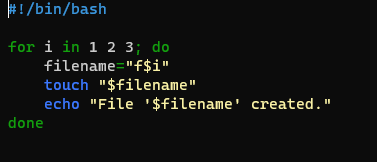 #!/bin/bash

for i in 1 2 3; do
    filename="f$i"
    touch "$filename"
    echo "File '$filename' created."
done